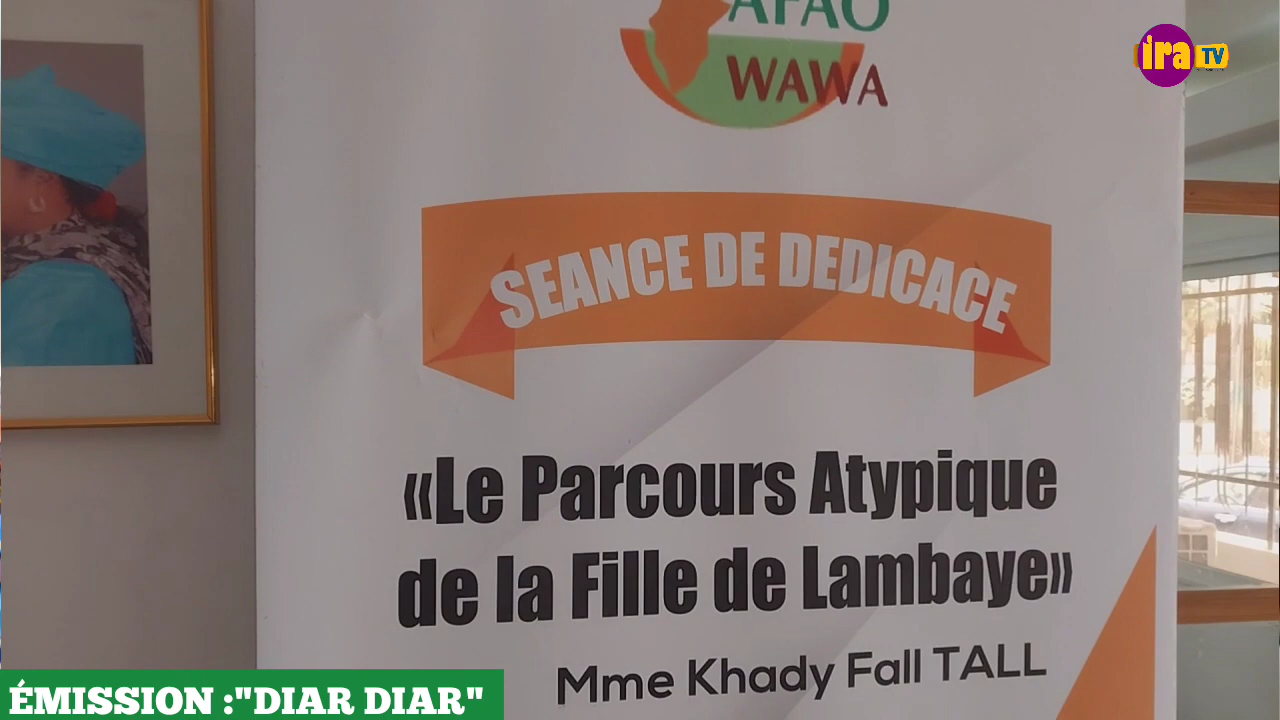 AFAO
WAWA
ira TV
SEANCE DE DEDICACE
«Le Parcours Atypique
de la Fille de Lambaye»
Mme Khady Fall TALL
ÉMISSION :"DIAR DIAR"